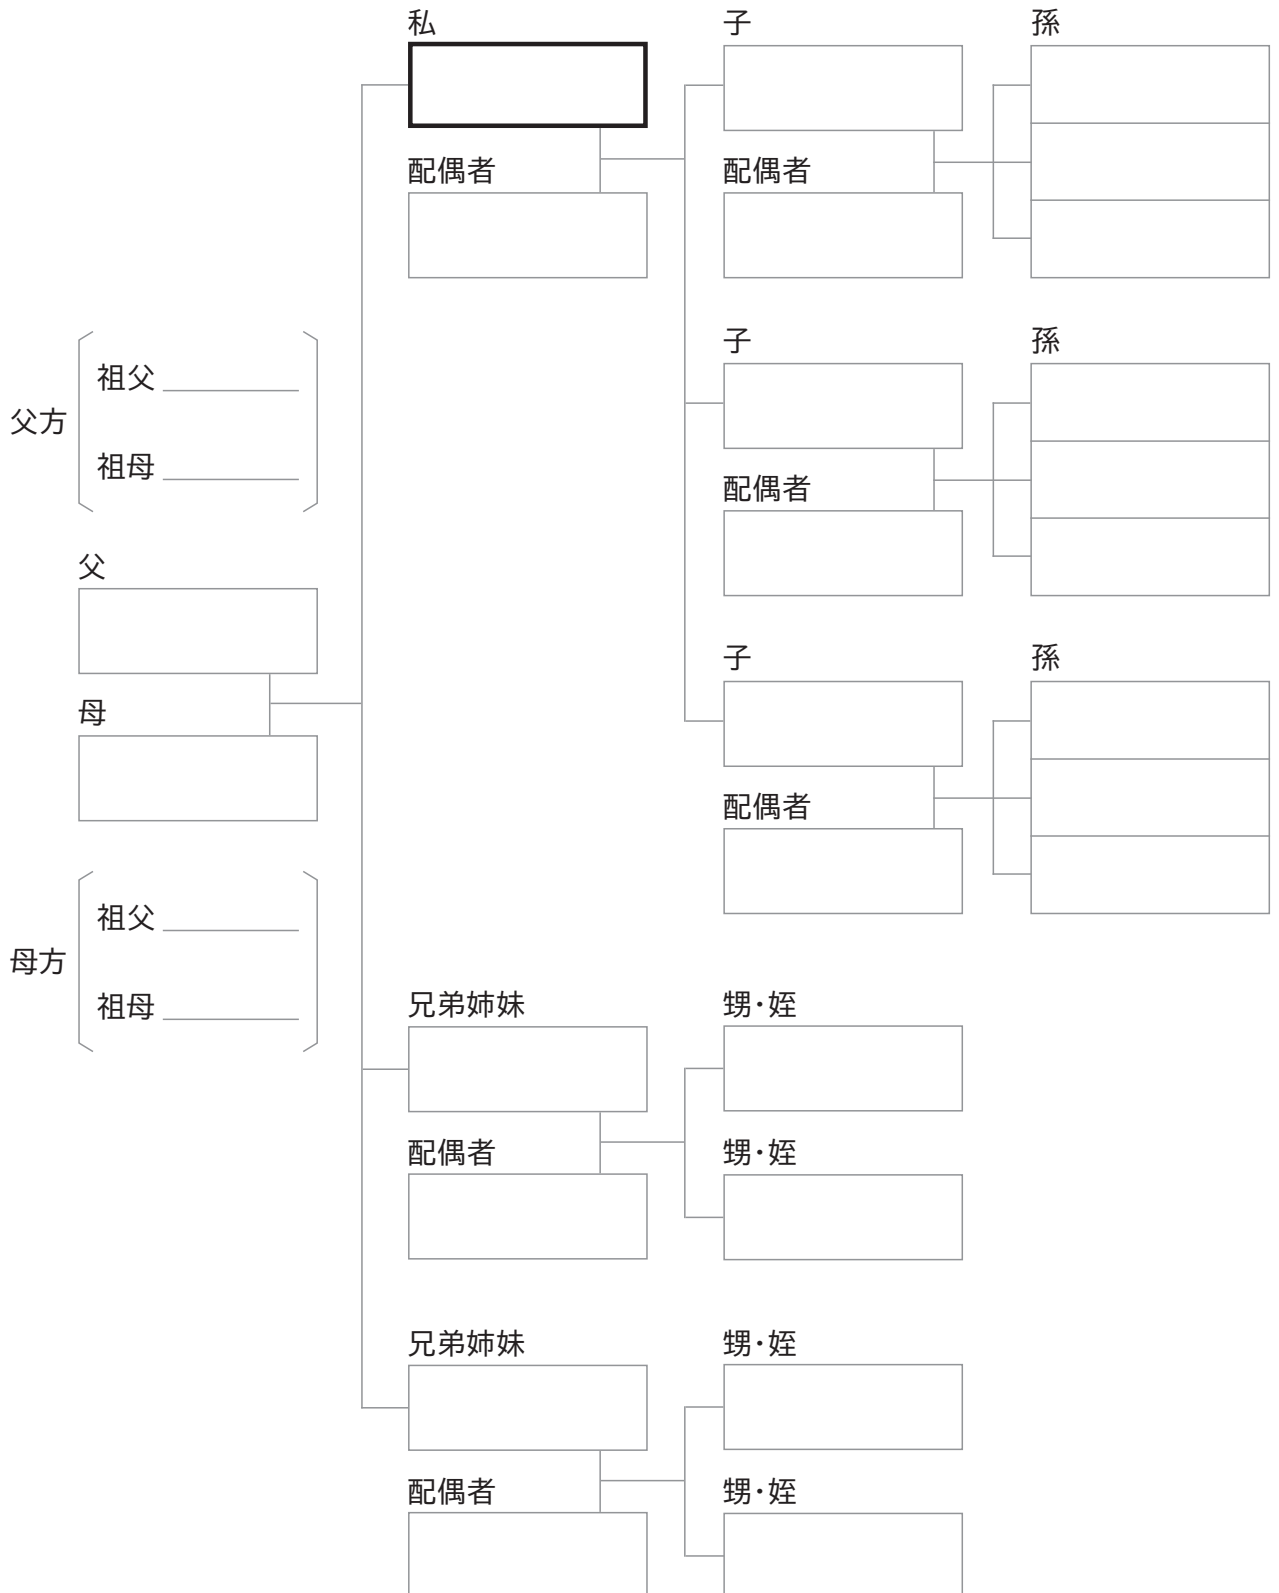 私
子
孫
配偶者
配偶者
子
孫
祖父
父方
祖母
配偶者
父
子
孫
母
配偶者
祖父
母方
祖母
兄弟姉妹
甥・姪
配偶者
甥・姪
兄弟姉妹
甥・姪
配偶者
甥・姪